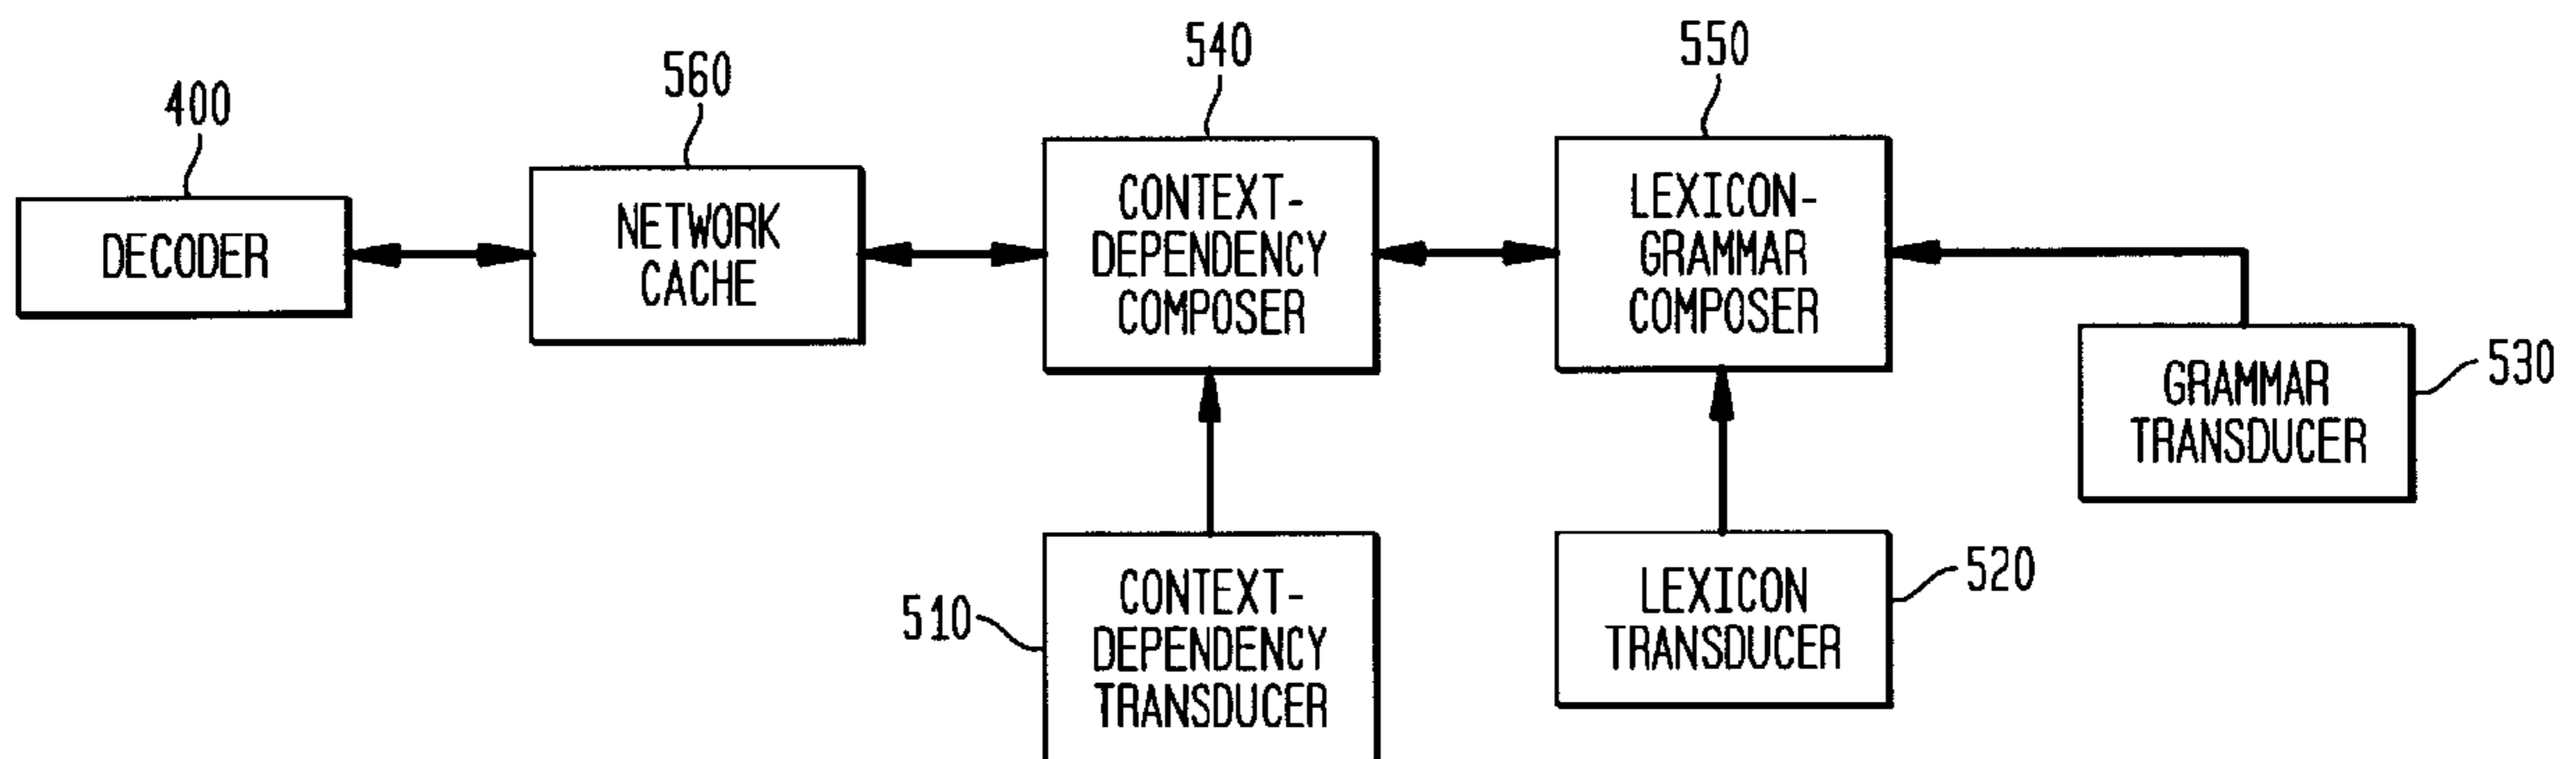 400
DECODER
560
NETWORK
CACHE
540
CONTEXT-
DEPENDENCY
COMPOSER
550
LEXICON-
GRAMMAR
COMPOSER
GRAMMAR
TRANSDUCER
530
510
CONTEXT-
DEPENDENCY
TRANSDUCER
LEXICON
TRANSDUCER
520